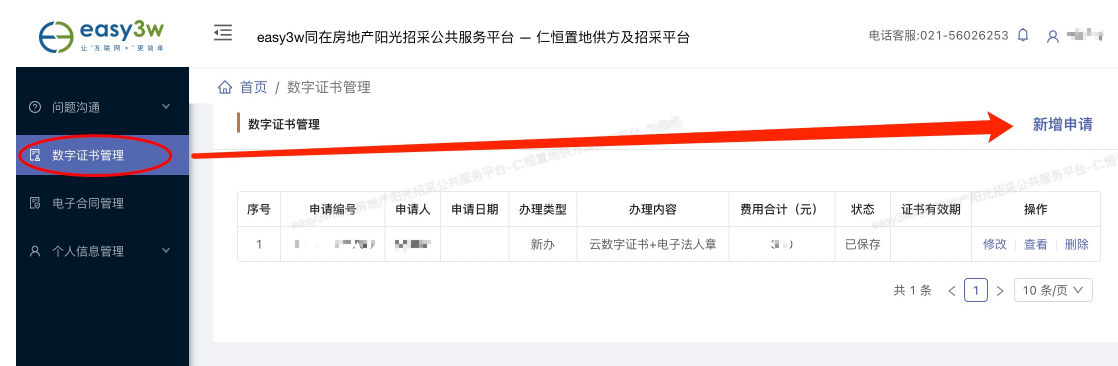 easy3w
让"互联网+"更简单
easy3w同在房地产阳光招采公共服务平台 — 仁恒置地供方及招采平台
电话客服:021-56026253
问题沟通
数字证书管理
电子合同管理
个人信息管理
首页 / 数字证书管理
数字证书管理
新增申请
序号 申请编号 申请人 申请日期 办理类型 办理内容 费用合计（元） 状态 证书有效期 操作
1 新办 云数字证书+电子法人章 已保存 修改 查看 删除
共 1 条 < 1 > 10 条/页